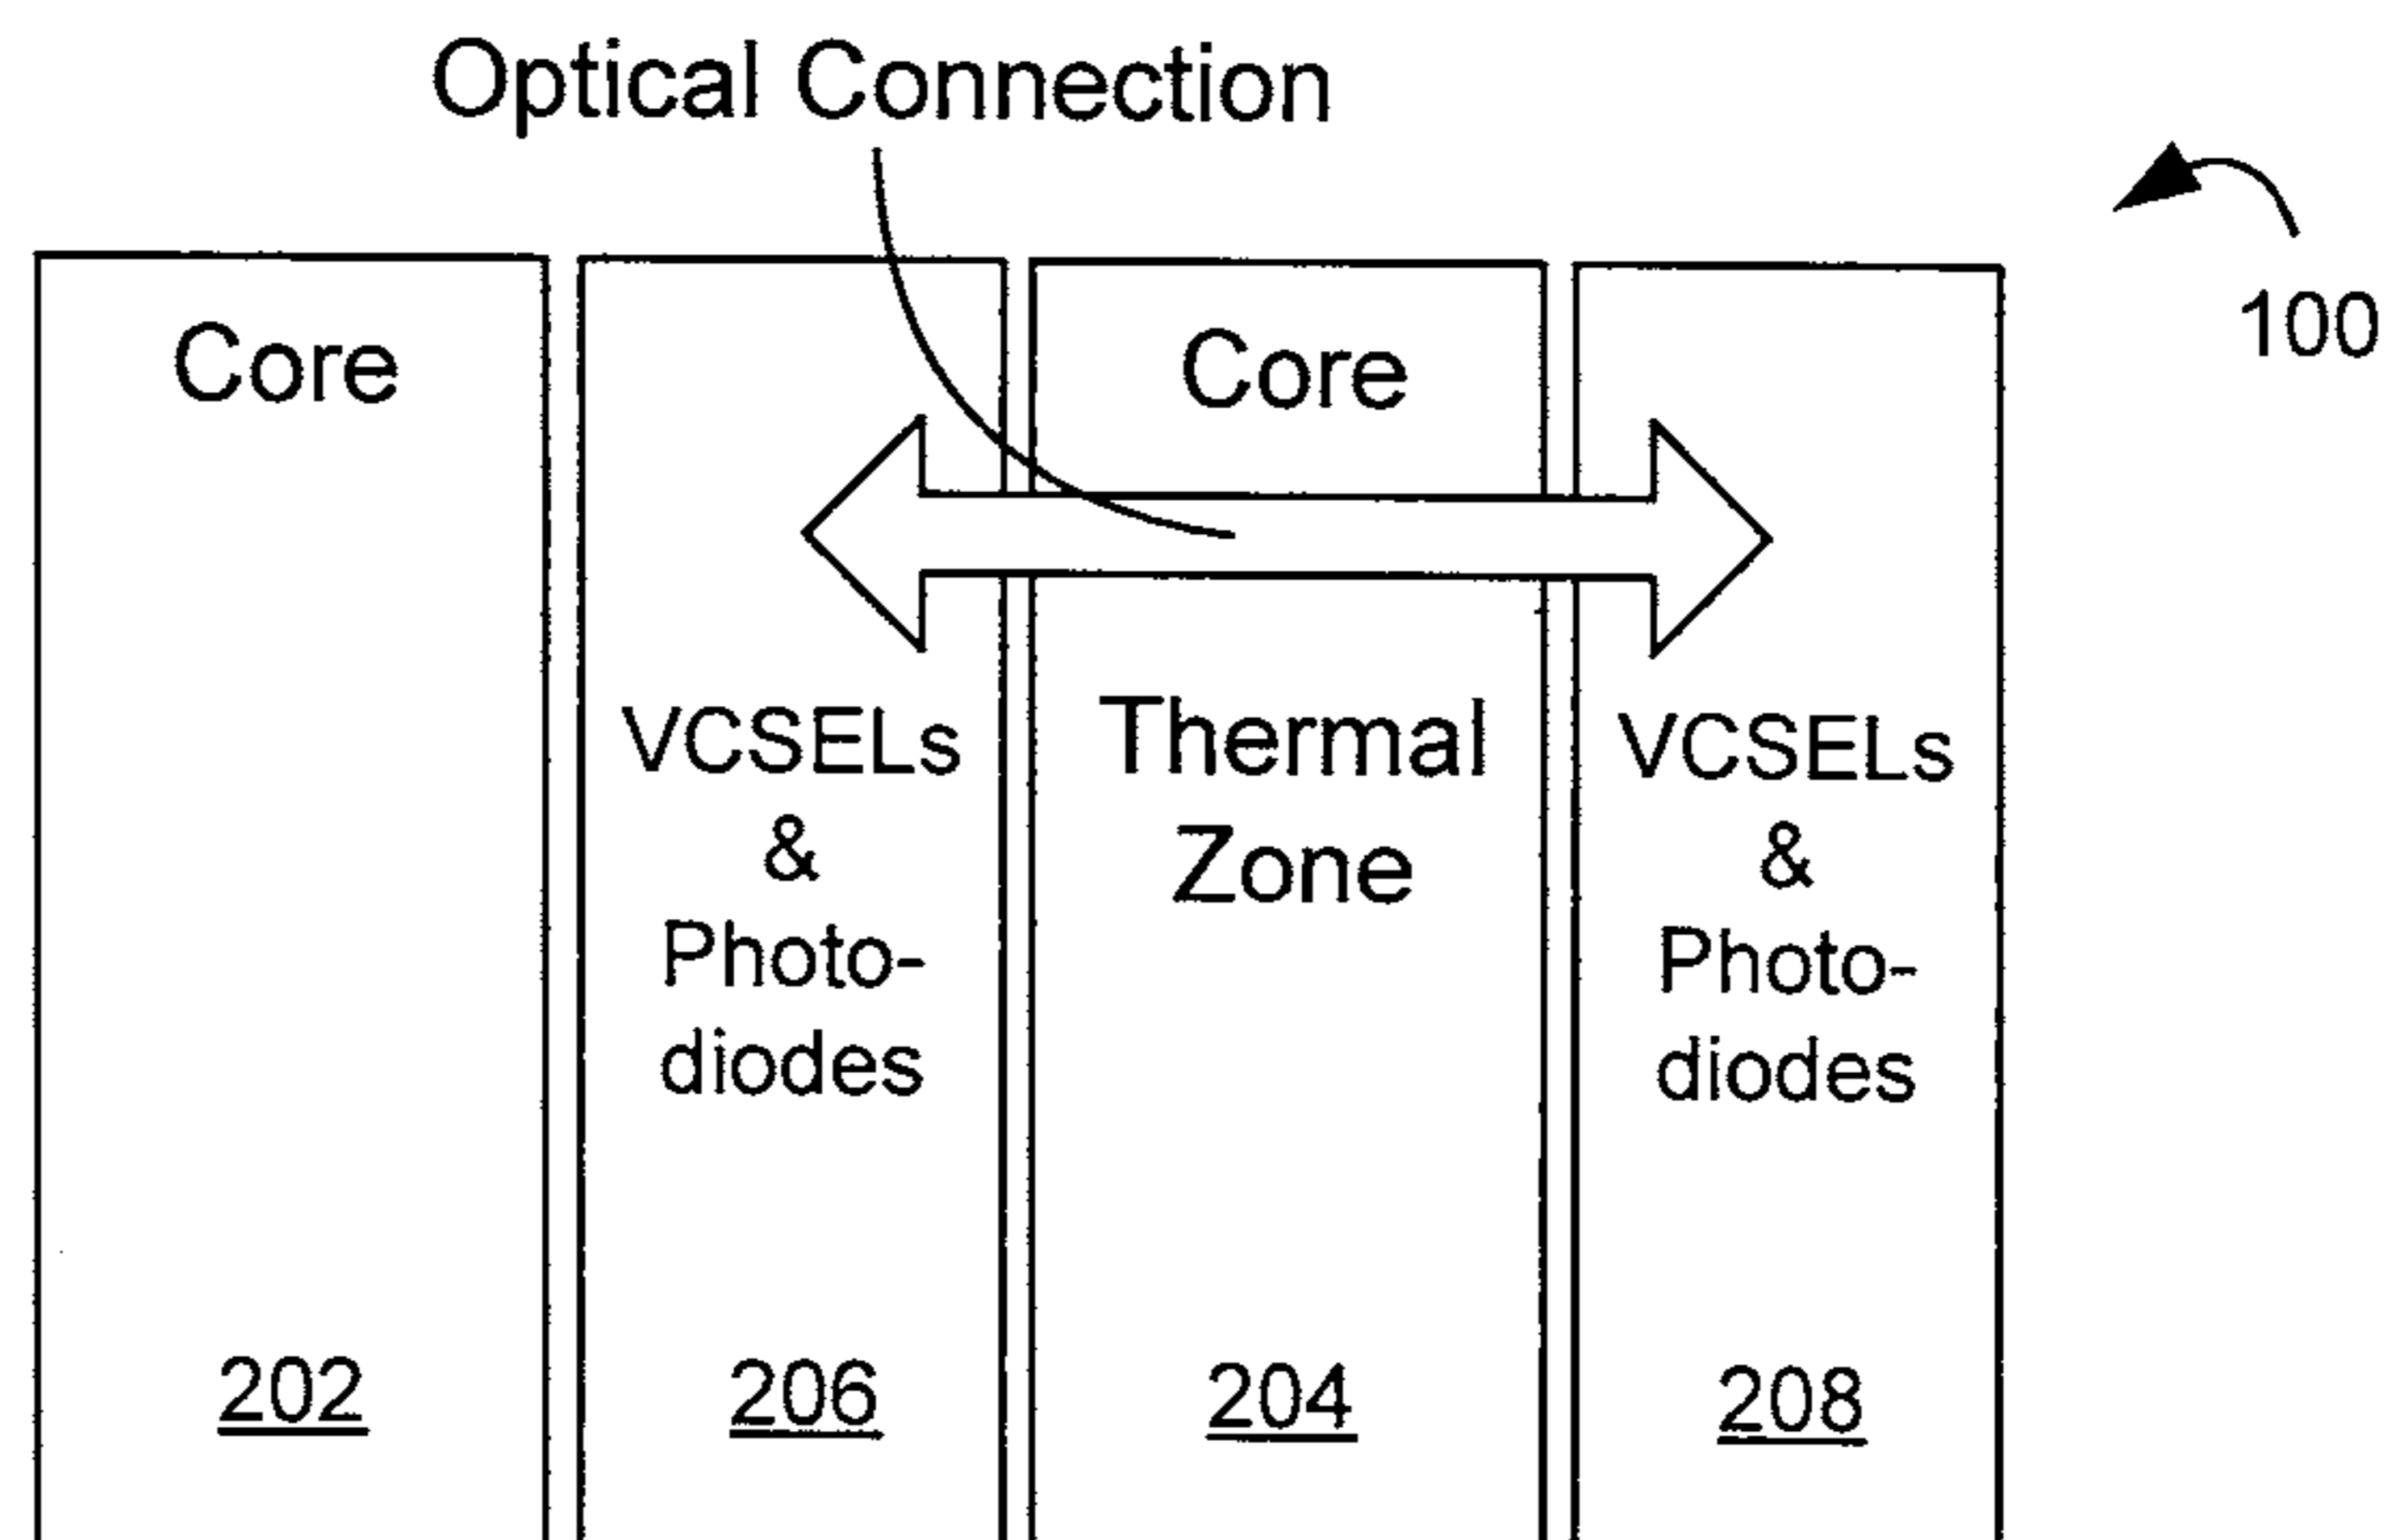 Optical Connection
100
Core
Core
VCSELs
&
Photo-
diodes
Thermal
Zone
VCSELs
&
Photo-
diodes
202
206
204
208